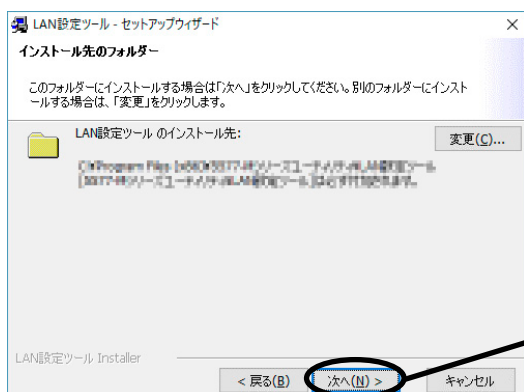 LAN設定ツール - セットアップウィザード
インストール先のフォルダー
このフォルダーにインストールする場合は「次へ」をクリックしてください。別のフォルダーにインスト
ールする場合は、「変更」をクリックします。
LAN設定ツール のインストール先:
変更(C)...
LAN設定ツール Installer
< 戻る(B)
次へ(N) >
キャンセル